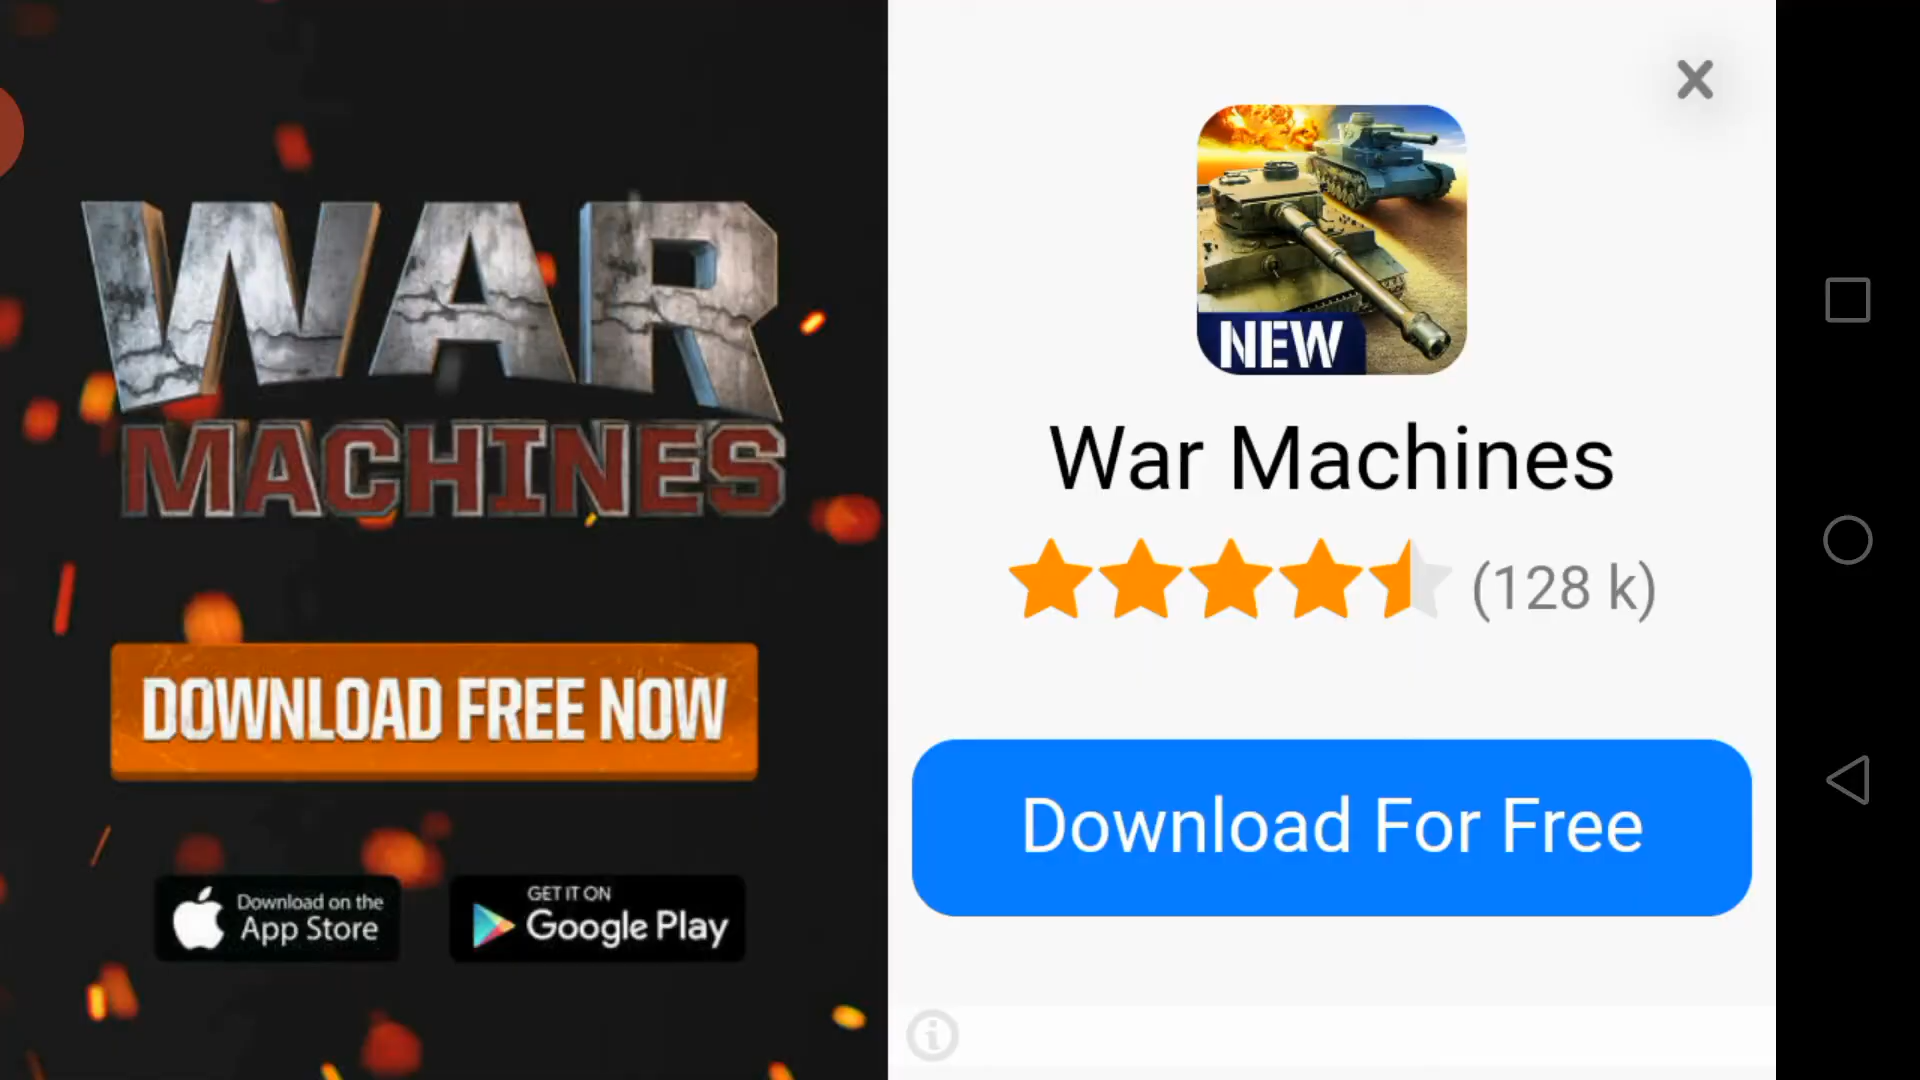 WAR
MACHINES
DOWNLOAD FREE NOW
Download on the
App Store
GET IT ON
Google Play
NEW
War Machines
(128 k)
Download For Free